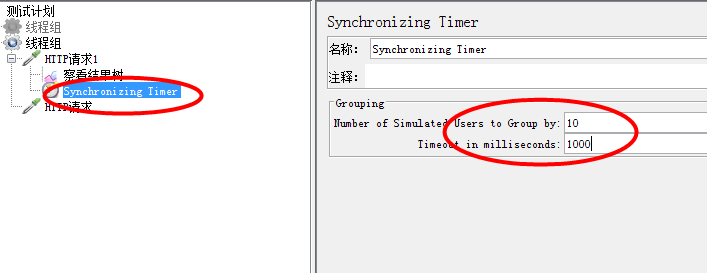 测试计划
线程组
线程组
HTTP请求1
察看结果树
Synchronizing Timer
HTTP请求
Synchronizing Timer
名称: Synchronizing Timer
注释:
Grouping
Number of Simulated Users to Group by: 10
Timeout in milliseconds: 1000